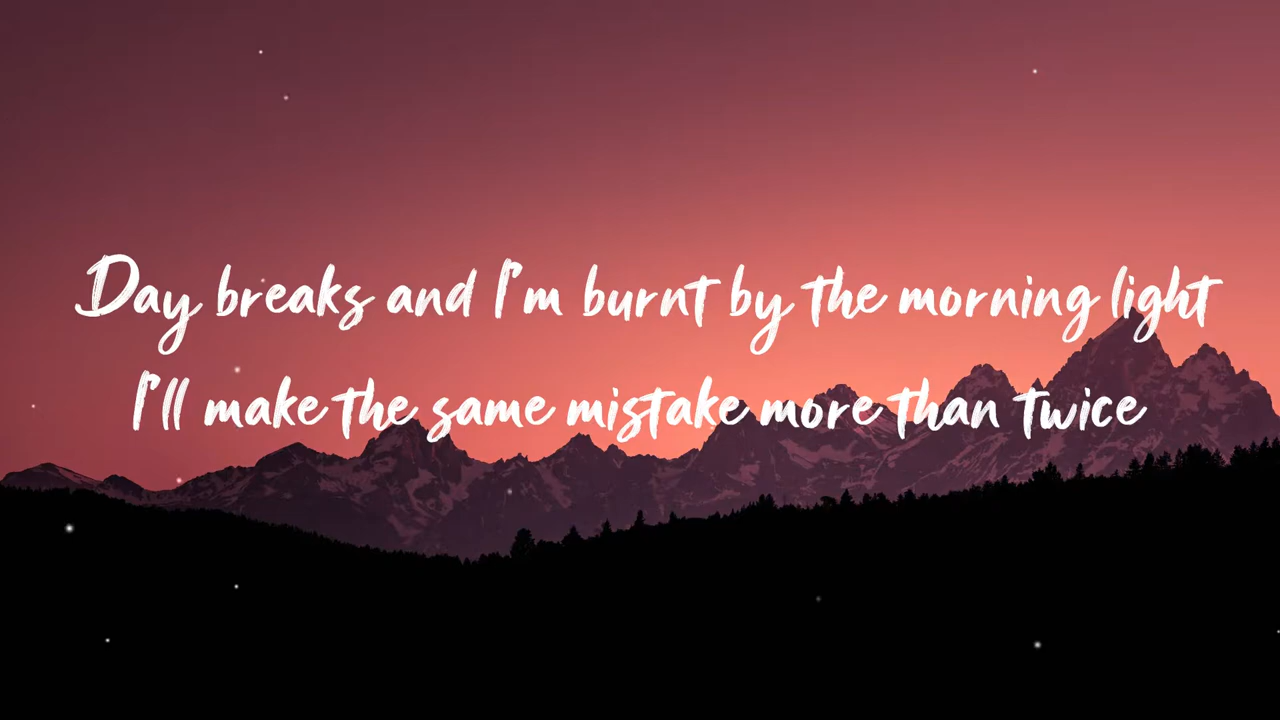 Day breaks and I'm burnt by the morning light
I'll make the same mistake more than twice